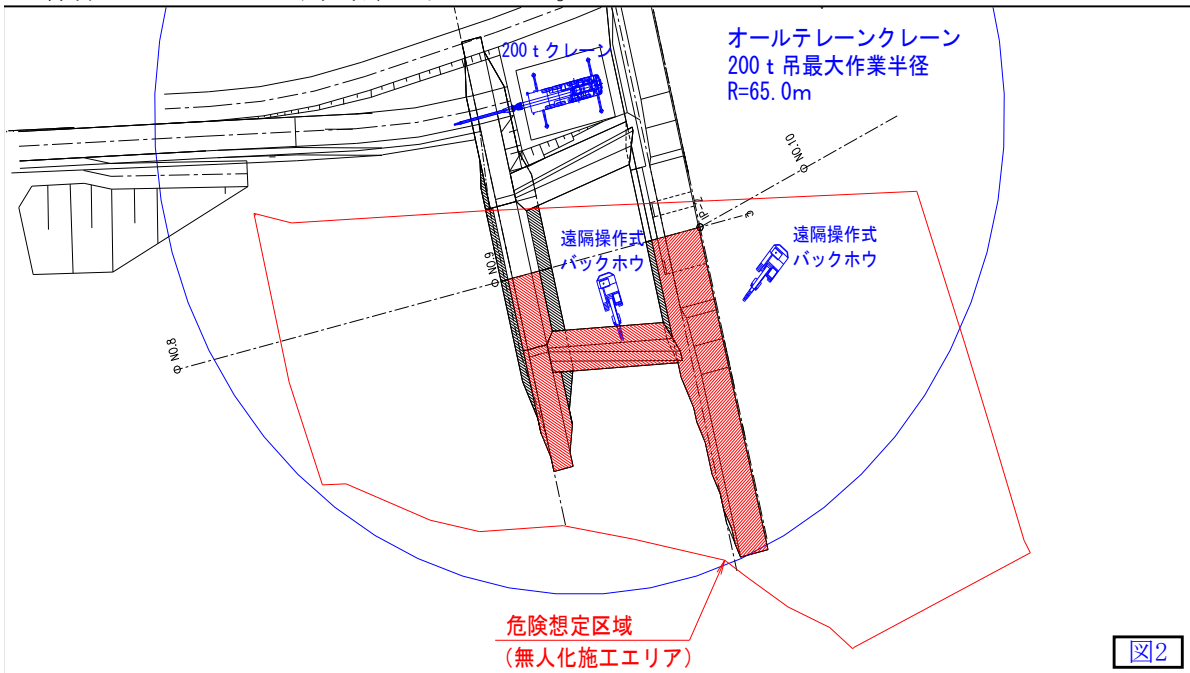 200ｔクレーン
オールテレーンクレーン
200ｔ吊最大作業半径
R=65.0m
NO.10
IP.7
℄
遠隔操作式
バックホウ
遠隔操作式
バックホウ
NO.9
NO.8
危険想定区域
(無人化施工エリア)
図2